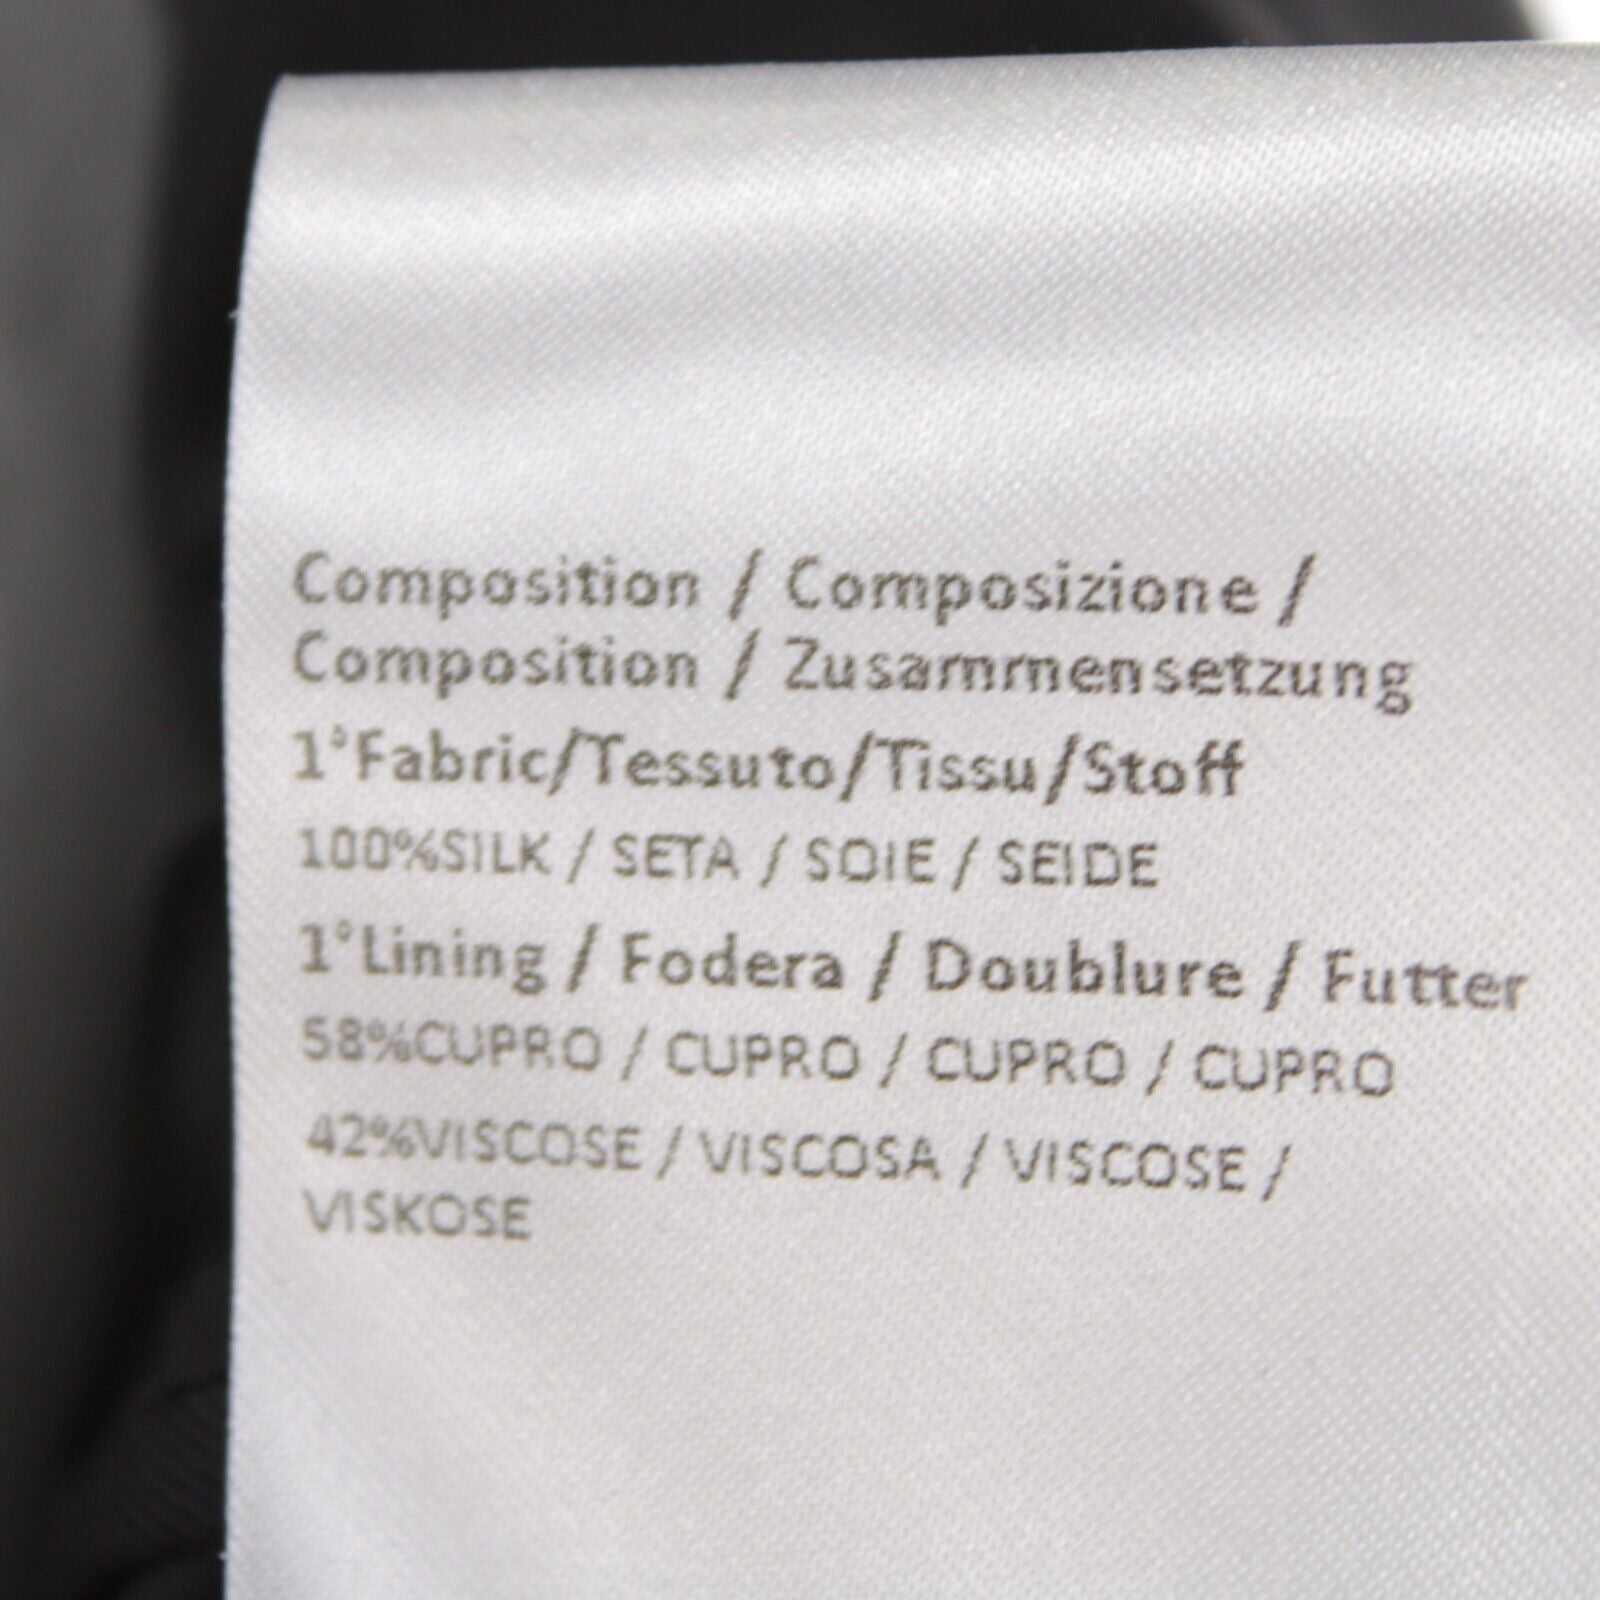 Composition / Composizione /
Composition / Zusammensetzung
1°Fabric/Tessuto/Tissu/Stoff
100%SILK / SETA / SOIE / SEIDE
1°Lining / Fodera / Doublure / Futter
58%CUPRO / CUPRO / CUPRO / CUPRO
42%VISCOSE / VISCOSA / VISCOSE /
VISKOSE